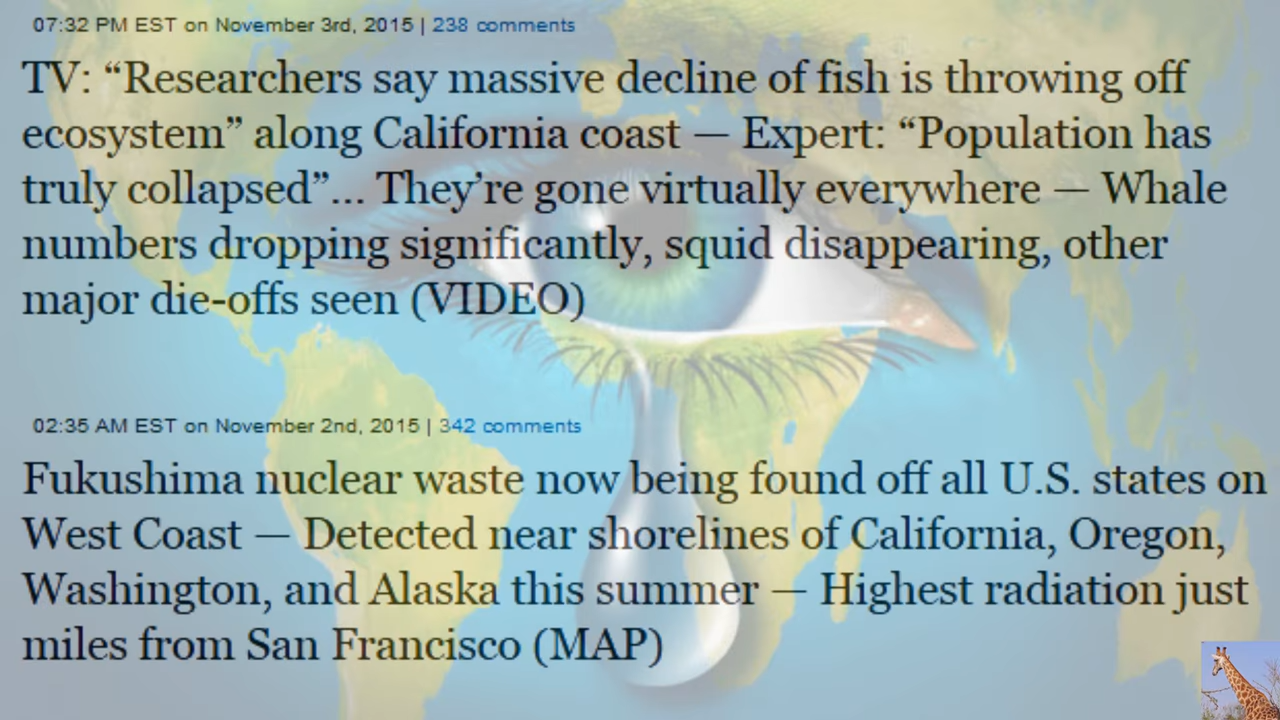 07:32 PM EST on November 3rd, 2015 | 238 comments
TV: “Researchers say massive decline of fish is throwing off
ecosystem” along California coast — Expert: “Population has
truly collapsed”... They’re gone virtually everywhere — Whale
numbers dropping significantly, squid disappearing, other
major die-offs seen (VIDEO)
02:35 AM EST on November 2nd, 2015 | 342 comments
Fukushima nuclear waste now being found off all U.S. states on
West Coast — Detected near shorelines of California, Oregon,
Washington, and Alaska this summer — Highest radiation just
miles from San Francisco (MAP)